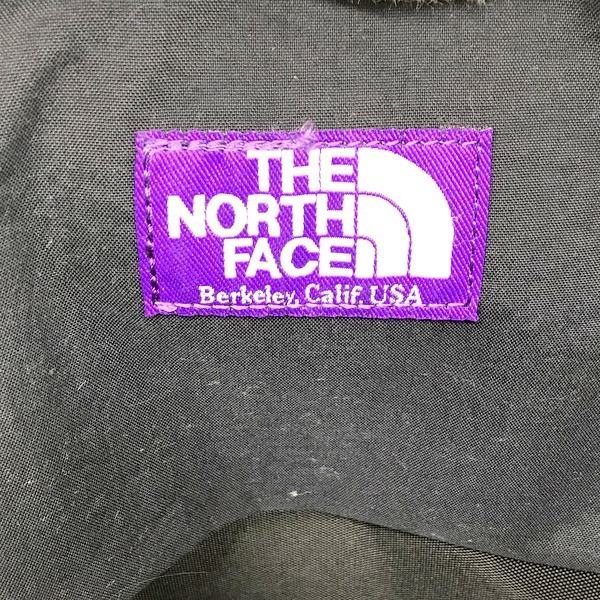 THE
NORTH
FACE
Berkeley, Calif. USA